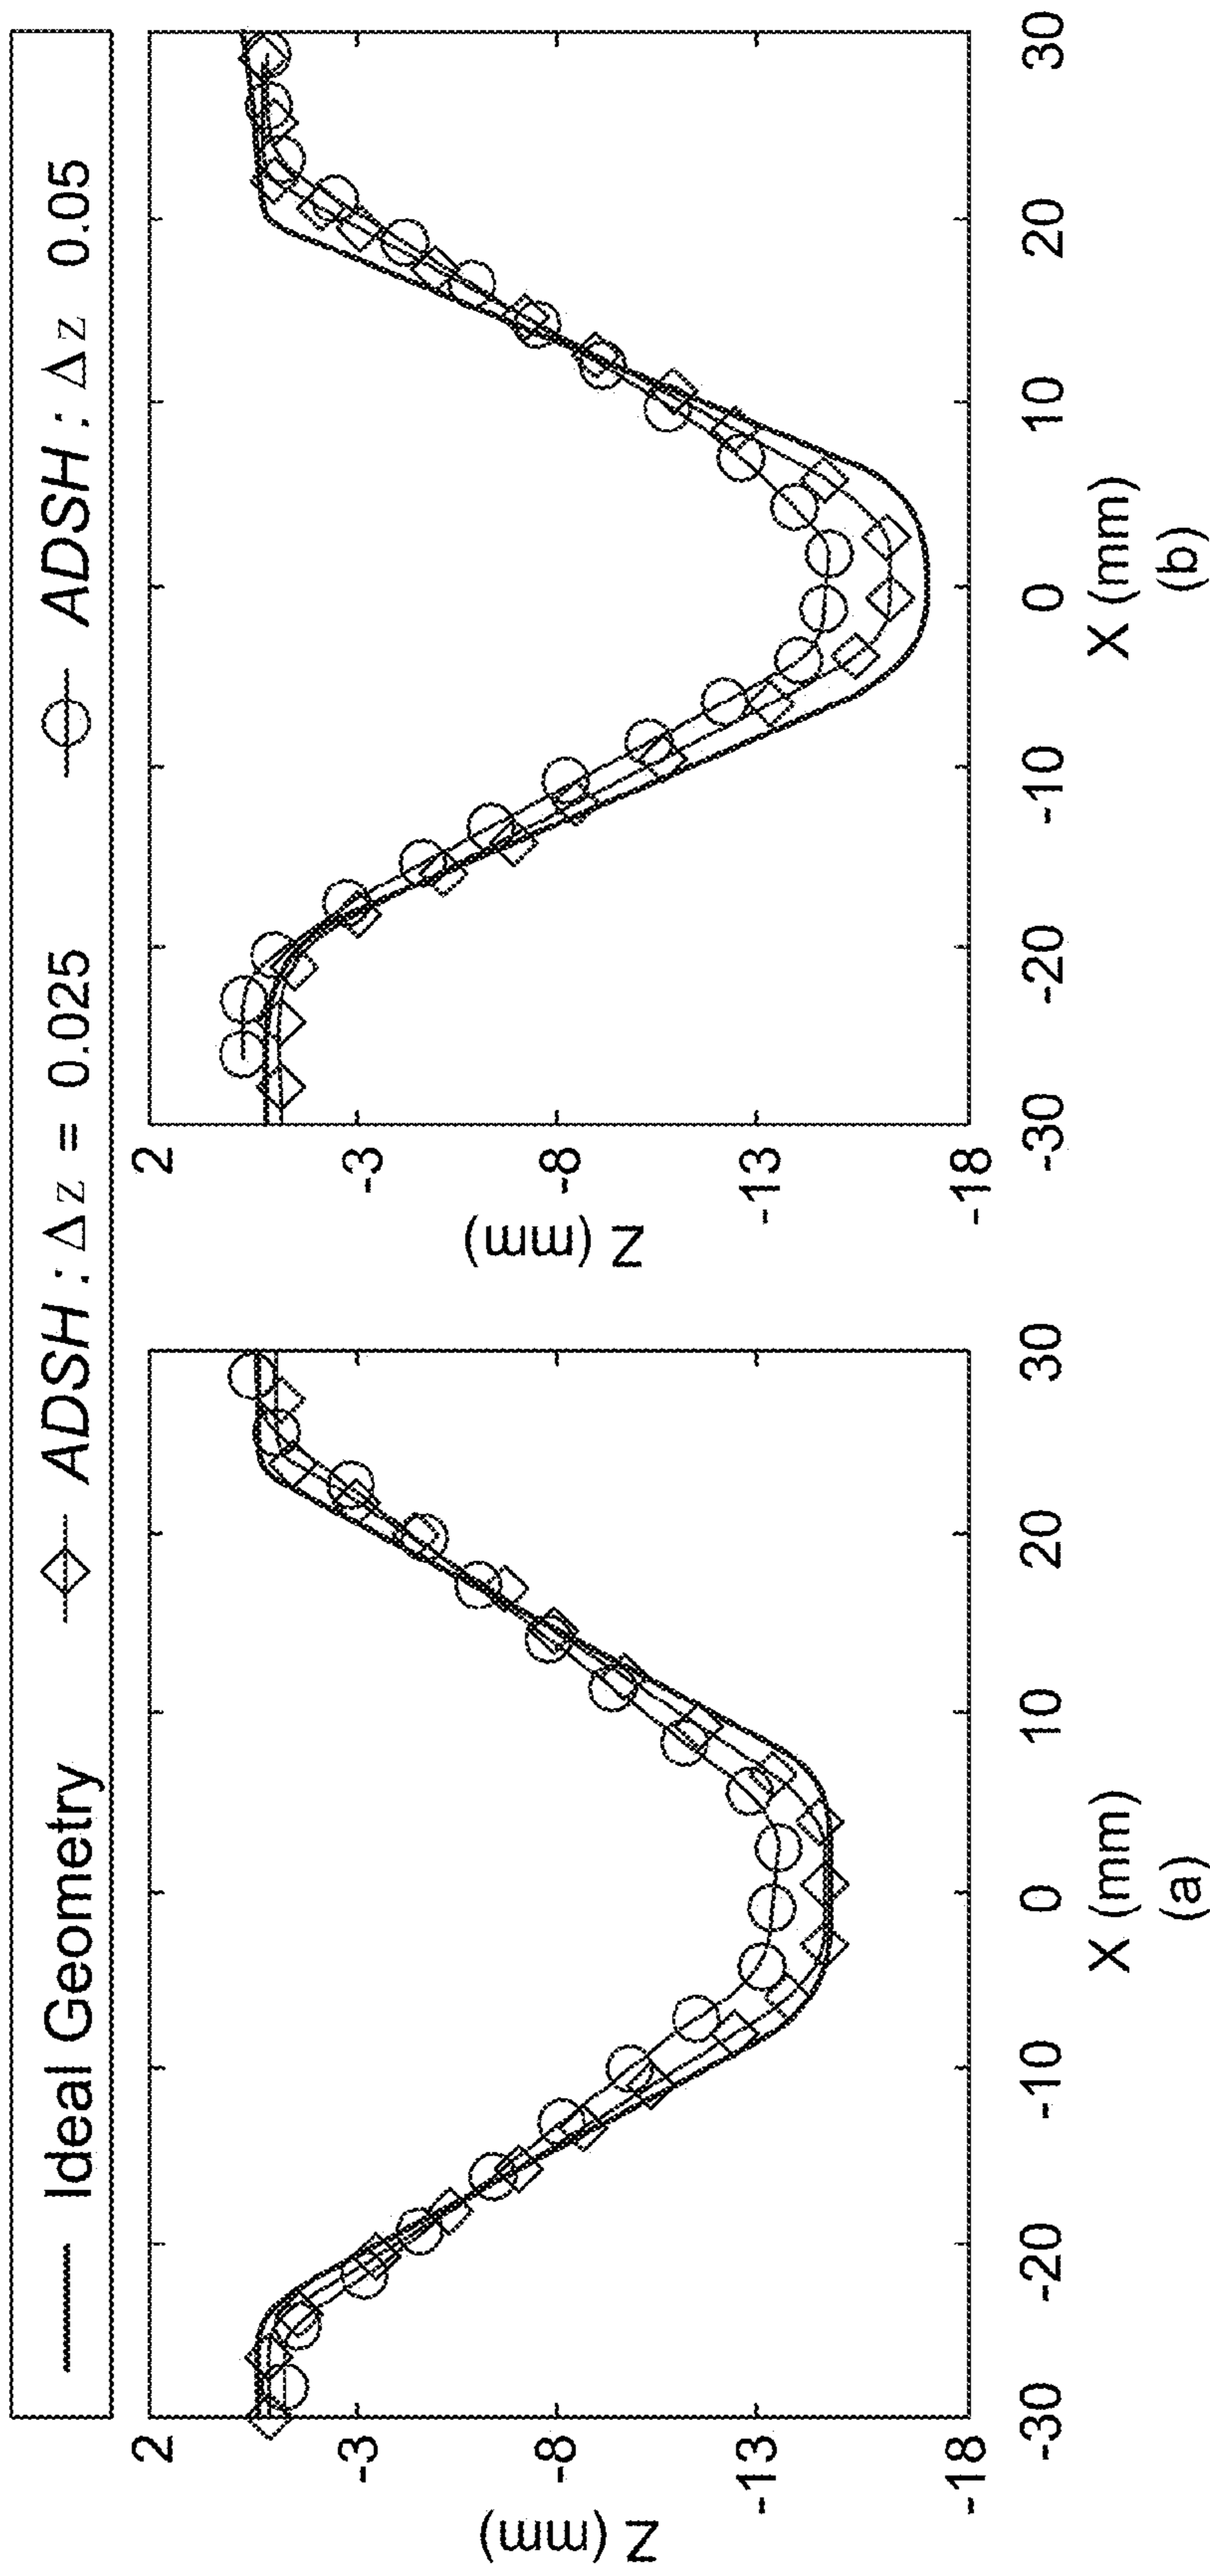 Ideal Geometry ADSH : Δz = 0.025 ADSH : Δz 0.05
2
-3
-8
-13
-18
Z (mm)
-30 -20 -10 0 10 20 30
X (mm)
(a)
2
-3
-8
-13
-18
Z (mm)
-30 -20 -10 0 10 20 30
X (mm)
(b)